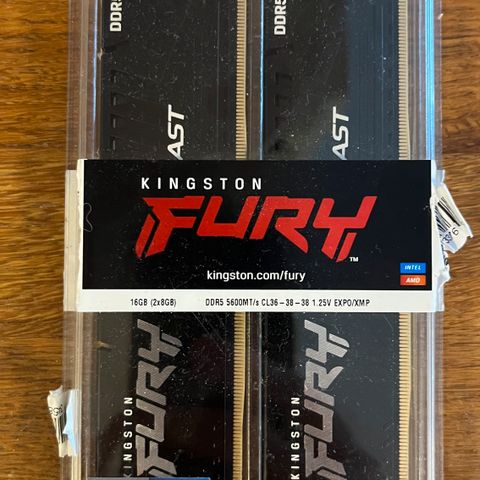 DDR5
DDR5
AST
AST
KINGSTON
FURY™
kingston.com/fury
INTEL
AMD
16GB (2x8GB) DDR5 5600MT/s CL36-38-38 1.25V EXPO/XMP
KINGSTON
FURY
KINGSTON
FURY